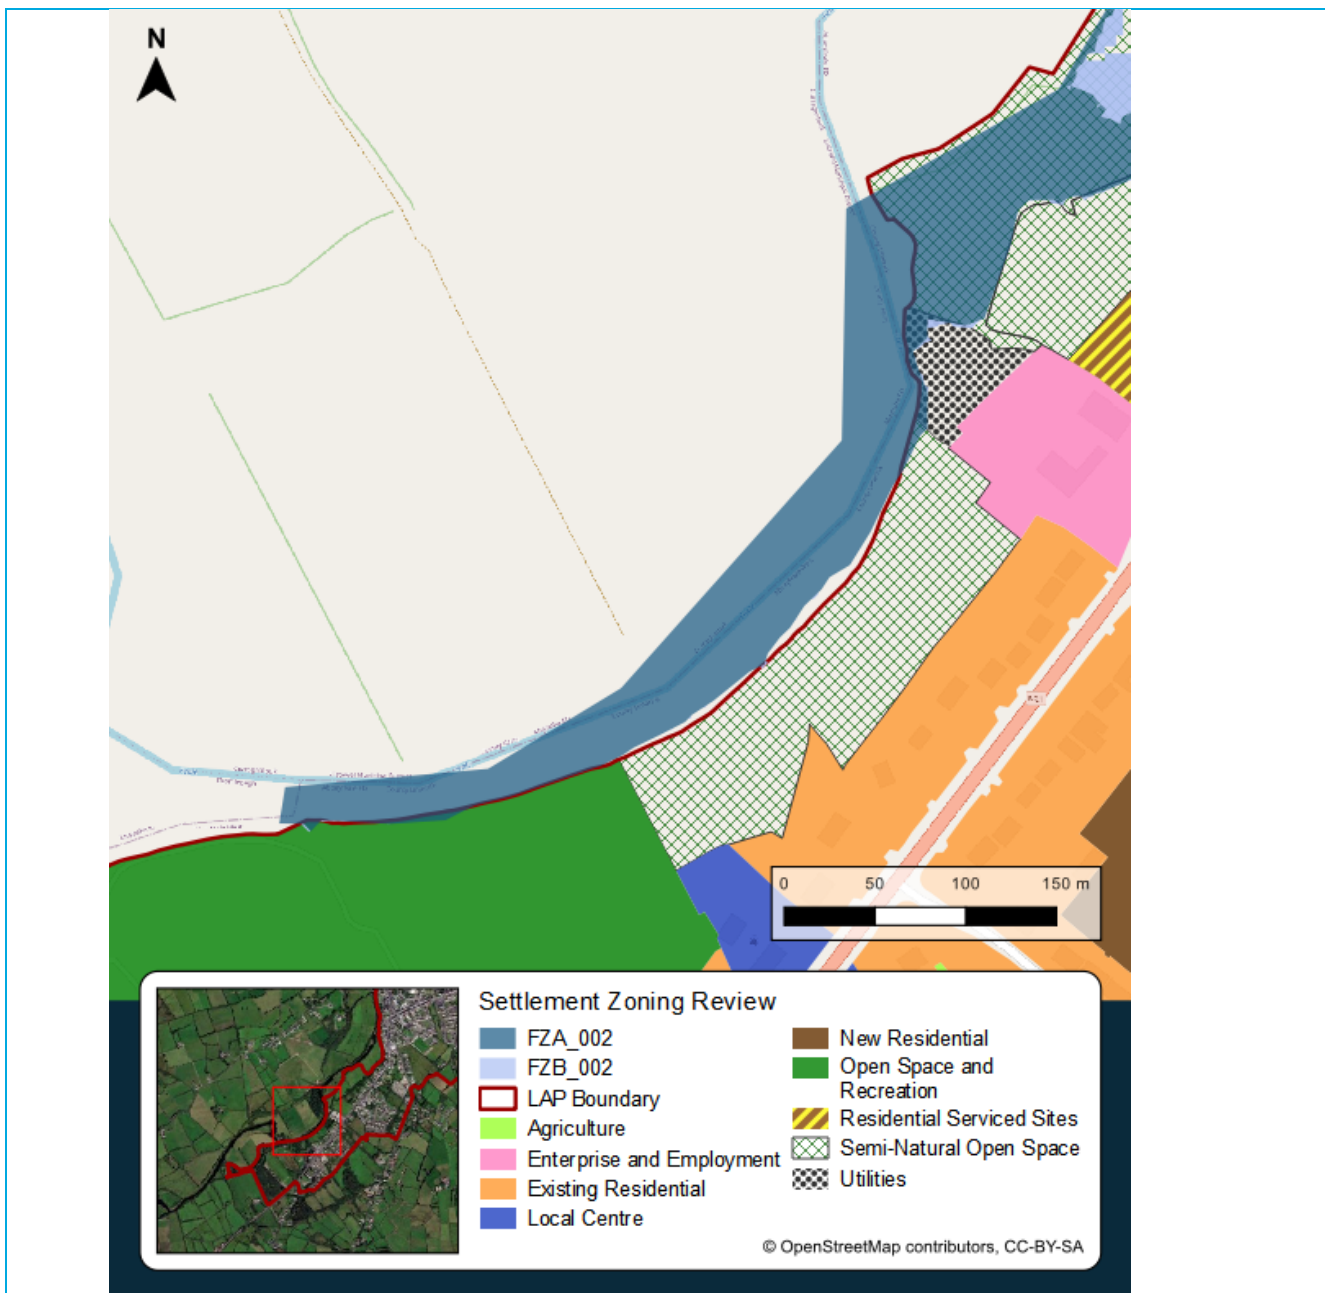 N
0 50 100 150 m
Settlement Zoning Review
FZA_002
FZB_002
LAP Boundary
Agriculture
Enterprise and Employment
Existing Residential
Local Centre
New Residential
Open Space and
Recreation
Residential Serviced Sites
Semi-Natural Open Space
Utilities
© OpenStreetMap contributors, CC-BY-SA